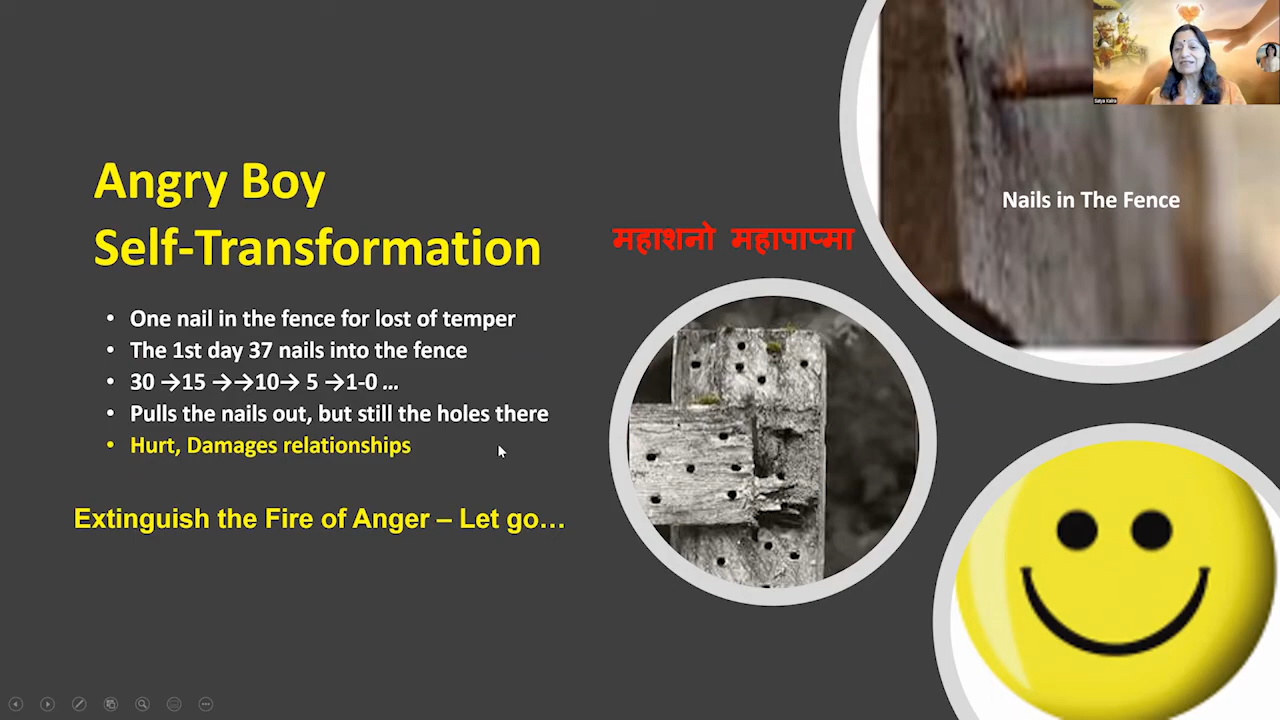 Angry Boy
Self-Transformation
• One nail in the fence for lost of temper
• The 1st day 37 nails into the fence
• 30 →15 →→10→ 5 →1-0 ...
• Pulls the nails out, but still the holes there
• Hurt, Damages relationships
Extinguish the Fire of Anger – Let go…
महाशनो महापाप्मा
Nails in The Fence
Satya Kalra